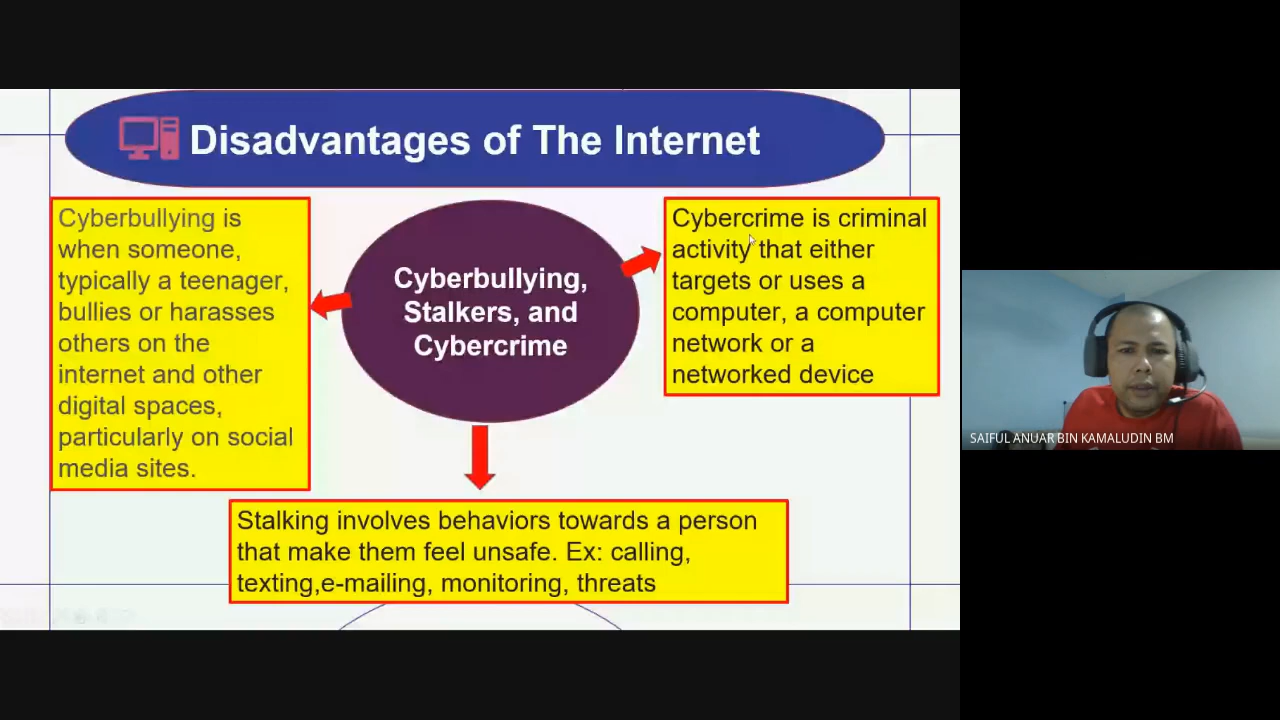 Disadvantages of The Internet
Cyberbullying is
when someone,
typically a teenager,
bullies or harasses
others on the
internet and other
digital spaces,
particularly on social
media sites.
Cyberbullying,
Stalkers, and
Cybercrime
Cybercrime is criminal
activity that either
targets or uses a
computer, a computer
network or a
networked device
Stalking involves behaviors towards a person
that make them feel unsafe. Ex: calling,
texting,e-mailing, monitoring, threats
SAIFUL ANUAR BIN KAMALUDIN BM